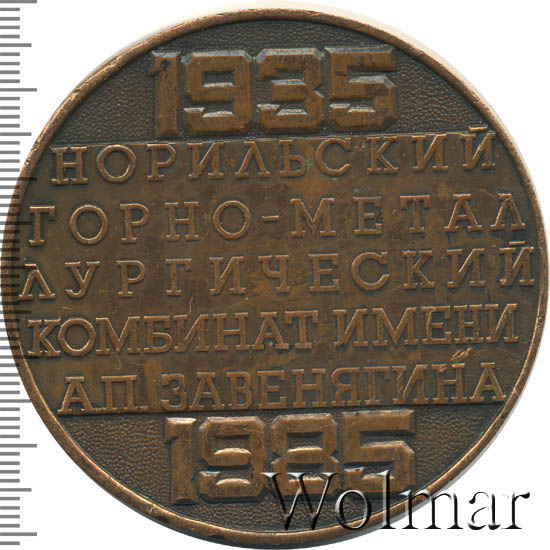 1935
НОРИЛЬСКИЙ
ГОРНО-МЕТАЛ
ЛУРГИЧЕСКИЙ
КОМБИНАТ ИМЕНИ
А.П. ЗАВЕНЯГИНА
1985
Wolmar